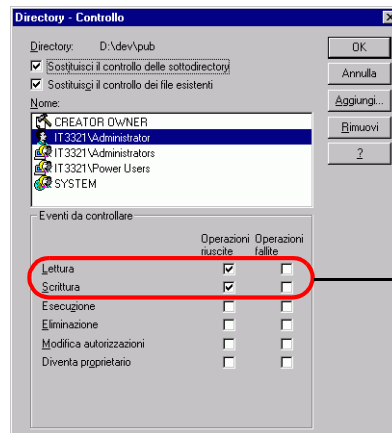 Directory - Controllo
Directory: D:\dev\pub
Sostituisci il controllo delle sottodirectory
Sostituisci il controllo dei file esistenti
Nome:
CREATOR OWNER
IT3321\Administrator
IT3321\Administrators
IT3321\Power Users
SYSTEM
OK
Annulla
Aggiungi...
Rimuovi
?
Eventi da controllare
Operazioni riuscite
Operazioni fallite
Lettura
Scrittura
Esecuzione
Eliminazione
Modifica autorizzazioni
Diventa proprietario